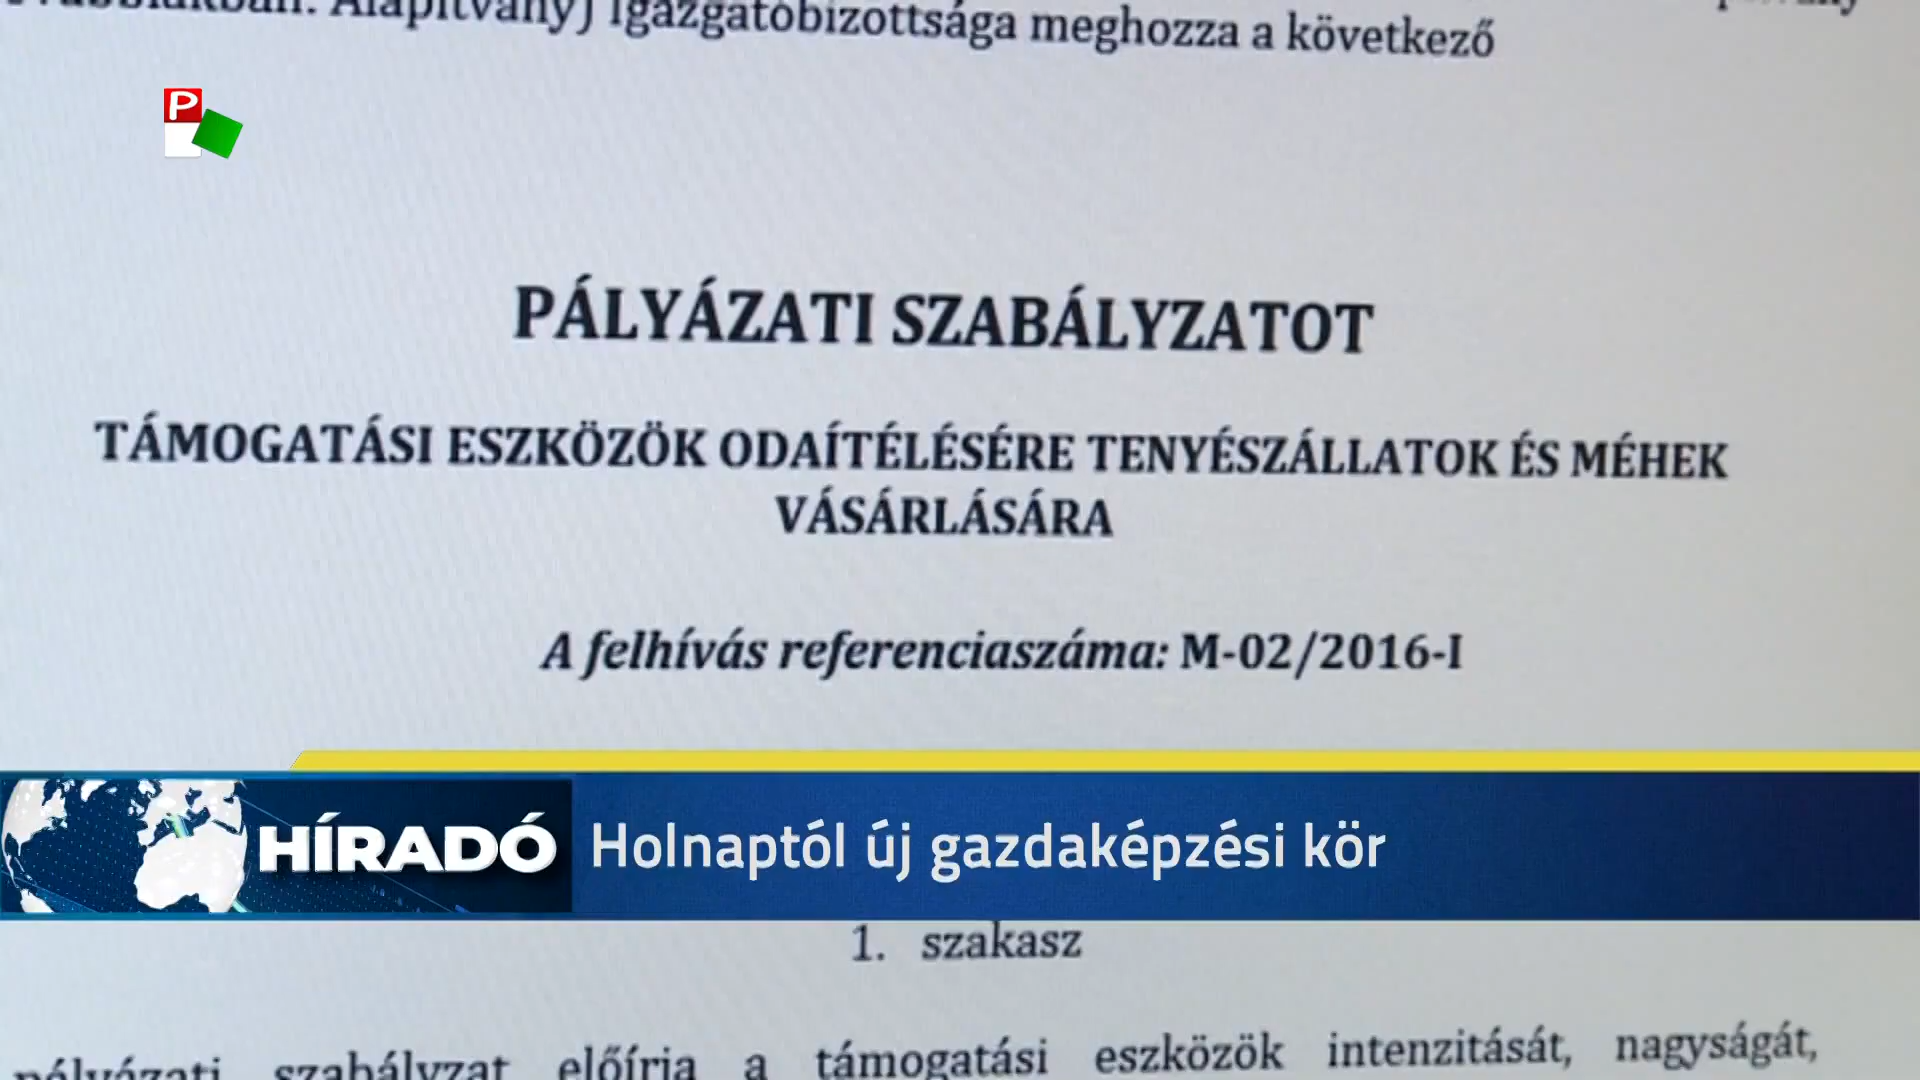 Alapítvány) Igazgatóbizottsága meghozza a következő
P
PÁLYÁZATI SZABÁLYZATOT
TÁMOGATÁSI ESZKÖZÖK ODAÍTÉLÉSÉRE TENYÉSZÁLLATOK ÉS MÉHEK
VÁSÁRLÁSÁRA
A felhívás referenciaszáma: M-02/2016-I
HÍRADÓ
Holnaptól új gazdaképzési kör
1. szakasz
pályázati szabályzat előírja a támogatási eszközök intenzitását, nagyságát,